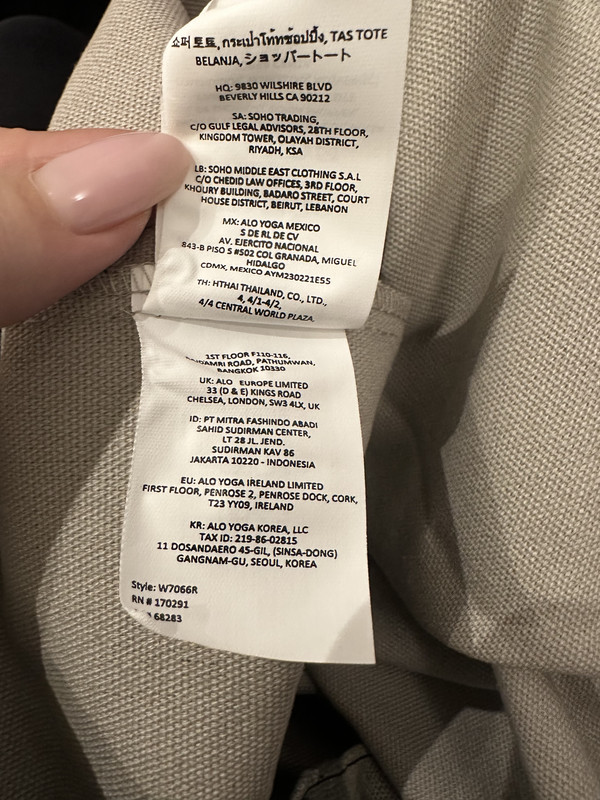 쇼퍼 토트, กระเป๋าโท้ทช้อปปิ้ง, TAS TOTE
BELANJA, ショッパートート
HQ: 9830 WILSHIRE BLVD
BEVERLY HILLS CA 90212
SA: SOHO TRADING,
C/O GULF LEGAL ADVISORS, 28TH FLOOR,
KINGDOM TOWER, OLAYAH DISTRICT,
RIYADH, KSA
LB: SOHO MIDDLE EAST CLOTHING S.A.L
C/O CHEDID LAW OFFICES, 3RD FLOOR,
KHOURY BUILDING, BADARO STREET, COURT
HOUSE DISTRICT, BEIRUT, LEBANON
MX: ALO YOGA MEXICO
S DE RL DE CV
AV. EJERCITO NACIONAL
843-B PISO 5 #502 COL GRANADA, MIGUEL
HIDALGO
CDMX, MEXICO AYM230221ES5
TH: HTHAI THAILAND, CO., LTD.,
4, 4/1-4/2,
4/4 CENTRAL WORLD PLAZA,
1ST FLOOR F110-116,
ROAD, PATHUMWAN,
BANGKOK 10330
UK: ALO EUROPE LIMITED
33 (D & E) KINGS ROAD
CHELSEA, LONDON, SW3 4LX, UK
ID: PT MITRA FASHINDO ABADI
SAHID SUDIRMAN CENTER,
LT 28 JL. JEND.
SUDIRMAN KAV 86
JAKARTA 10220 - INDONESIA
EU: ALO YOGA IRELAND LIMITED
FIRST FLOOR, PENROSE 2, PENROSE DOCK, CORK,
T23 YY09, IRELAND
KR: ALO YOGA KOREA, LLC
TAX ID: 219-86-02815
11 DOSANDAERO 45-GIL, (SINSA-DONG)
GANGNAM-GU, SEOUL, KOREA
Style: W7066R
RN # 170291
68283